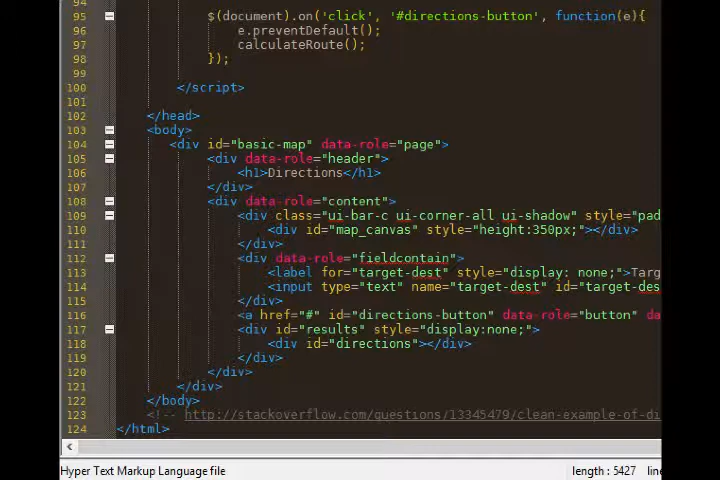 94
95 $(document).on('click', '#directions-button', function(e){
96 e.preventDefault();
97 calculateRoute();
98 });
99
100 </script>
101
102 </head>
103 <body>
104 <div id="basic-map" data-role="page">
105 <div data-role="header">
106 <h1>Directions</h1>
107 </div>
108 <div data-role="content">
109 <div class="ui-bar-c ui-corner-all ui-shadow" style="pad
110 <div id="map_canvas" style="height:350px;"></div>
111 </div>
112 <div data-role="fieldcontain">
113 <label for="target-dest" style="display: none;">Targ
114 <input type="text" name="target-dest" id="target-des
115 </div>
116 <a href="#" id="directions-button" data-role="button" da
117 <div id="results" style="display:none;">
118 <div id="directions"></div>
119 </div>
120 </div>
121 </div>
122 </body>
123 <!-- http://stackoverflow.com/questions/13345479/clean-example-of-di
124 </html>
Hyper Text Markup Language file length : 5427 line